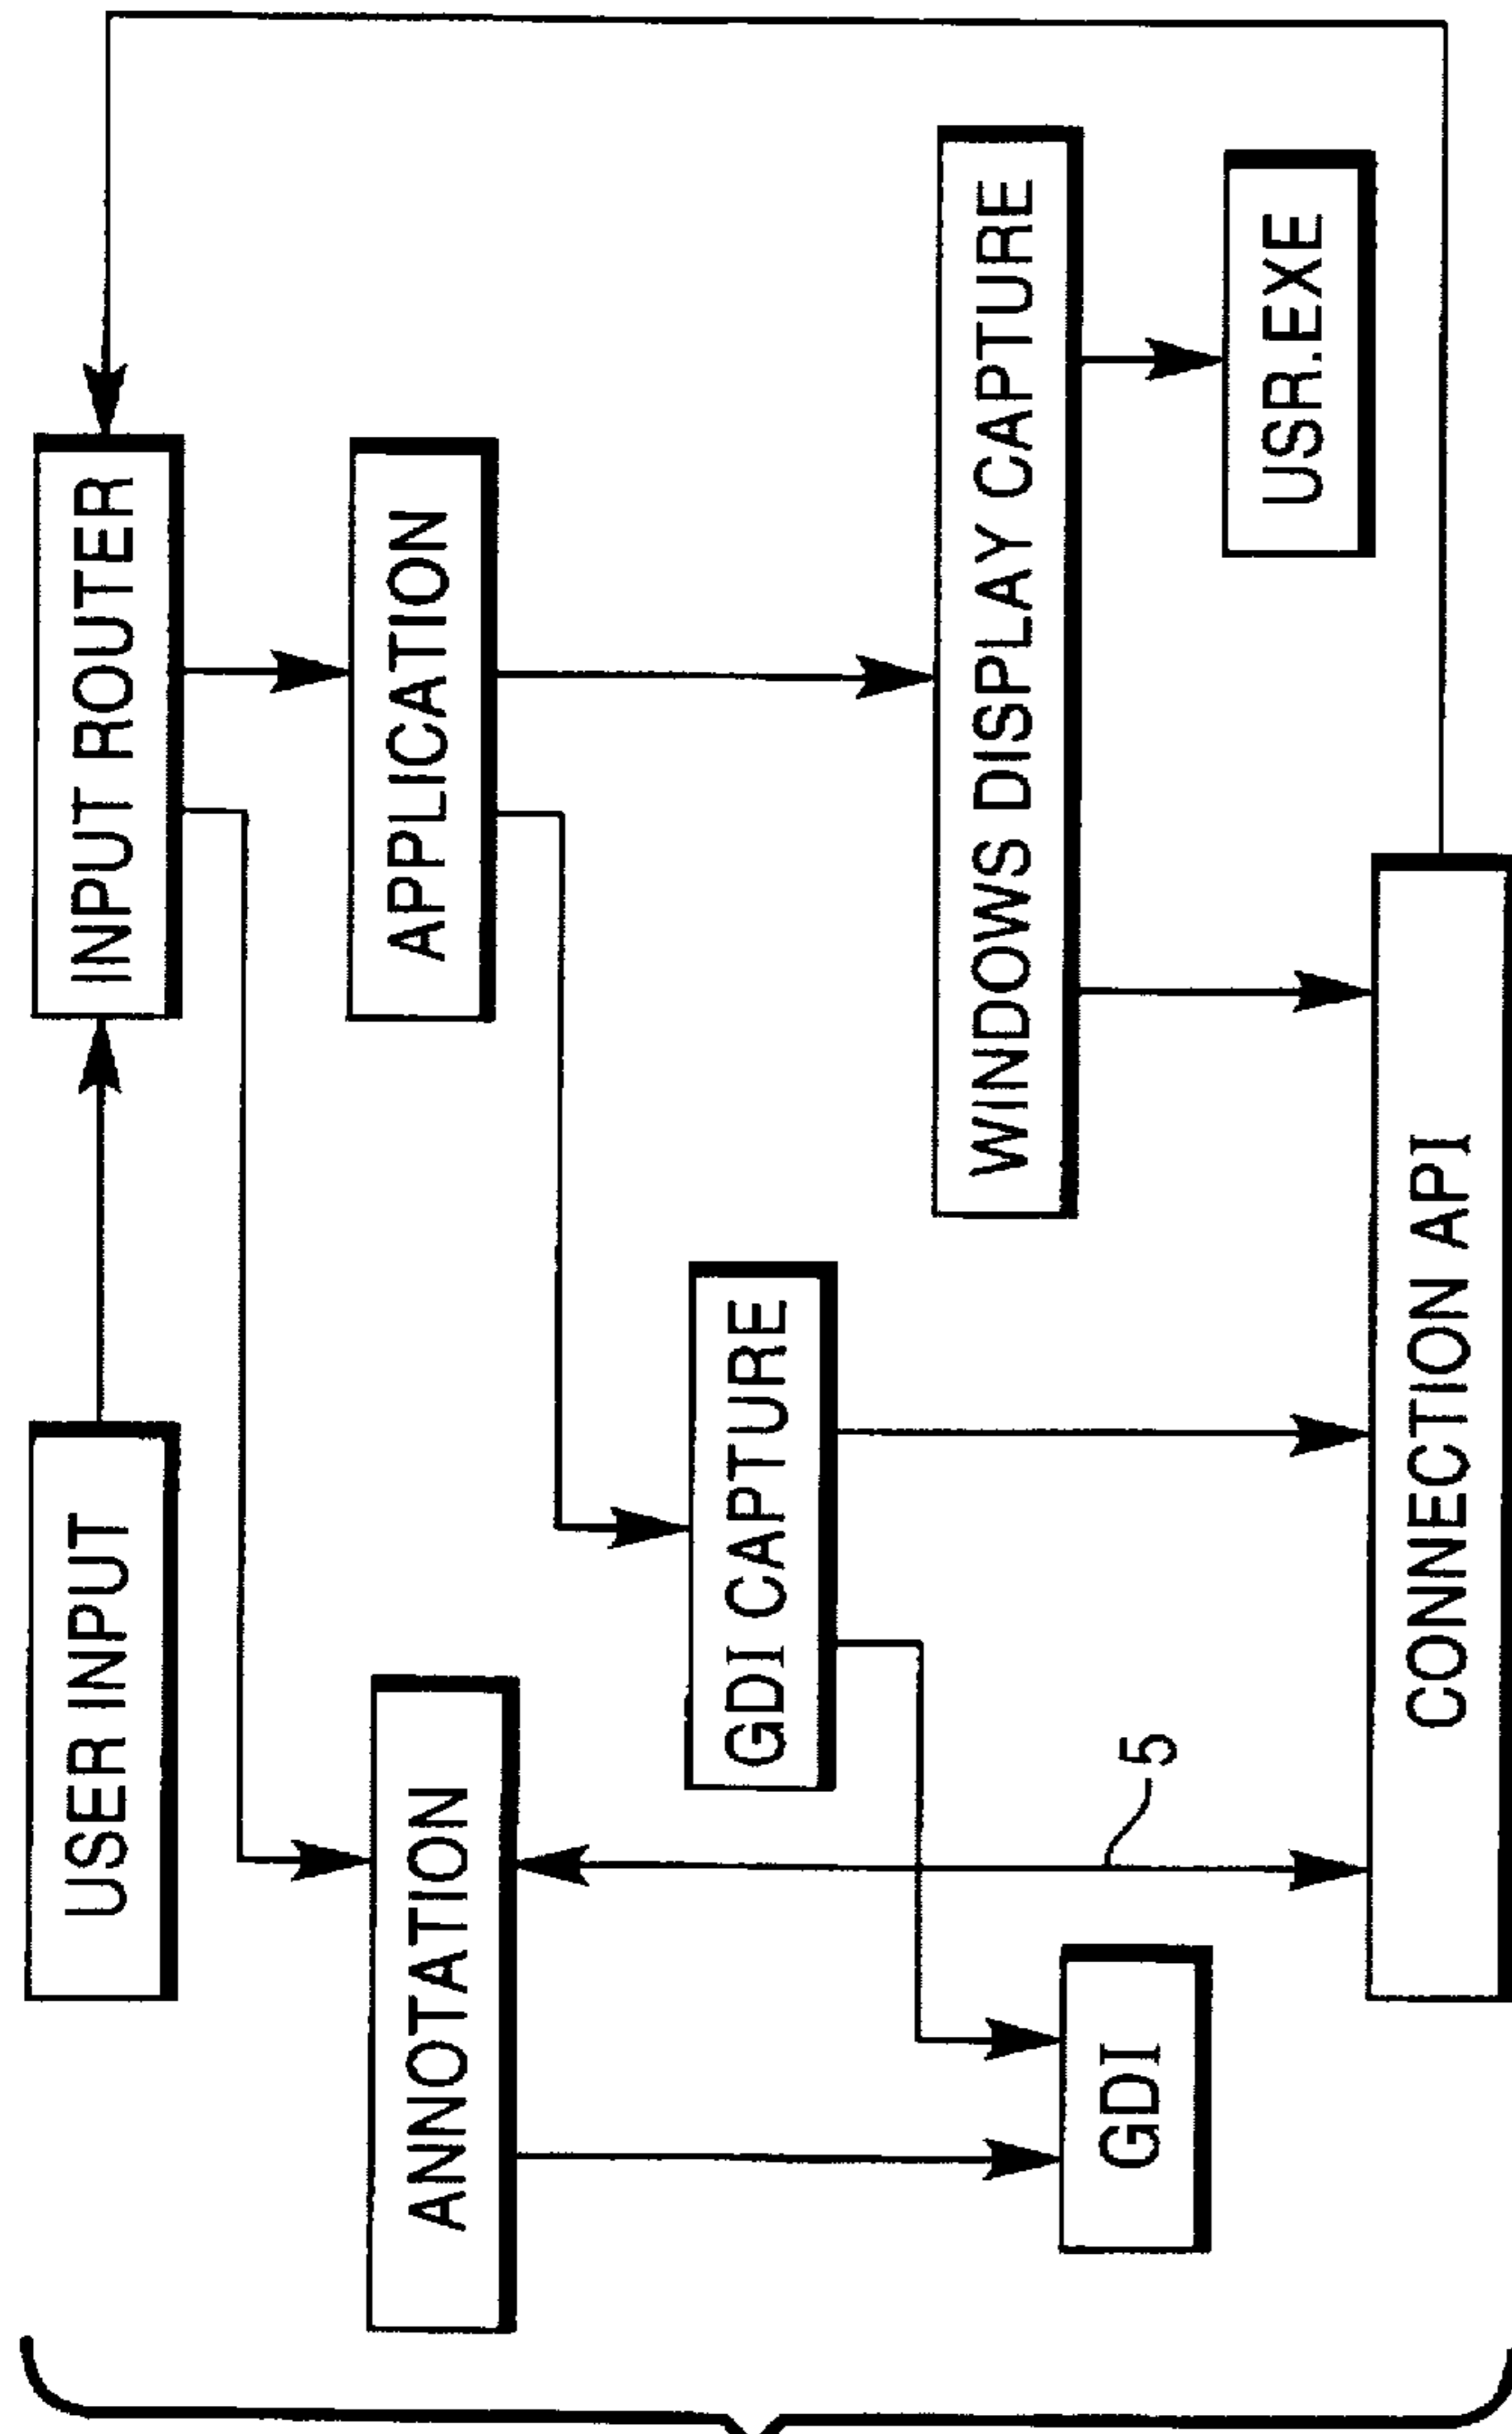 USER INPUT
INPUT ROUTER
ANNOTATION
APPLICATION
GDI CAPTURE
WINDOWS DISPLAY CAPTURE
5
GDI
USR.EXE
CONNECTION API